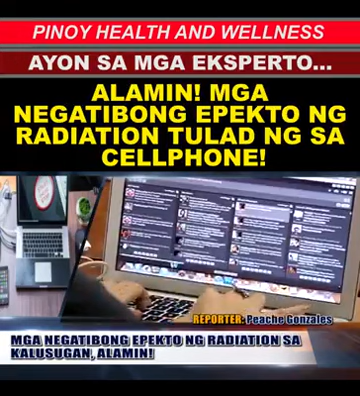 PINOY HEALTH AND WELLNESS
AYON SA MGA EKSPERTO...
ALAMIN! MGA
NEGATIBONG EPEKTO NG
RADIATION TULAD NG SA
CELLPHONE!
REPORTER: Peache Gonzales
MGA NEGATIBONG EPEKTO NG RADIATION SA
KALUSUGAN, ALAMIN!